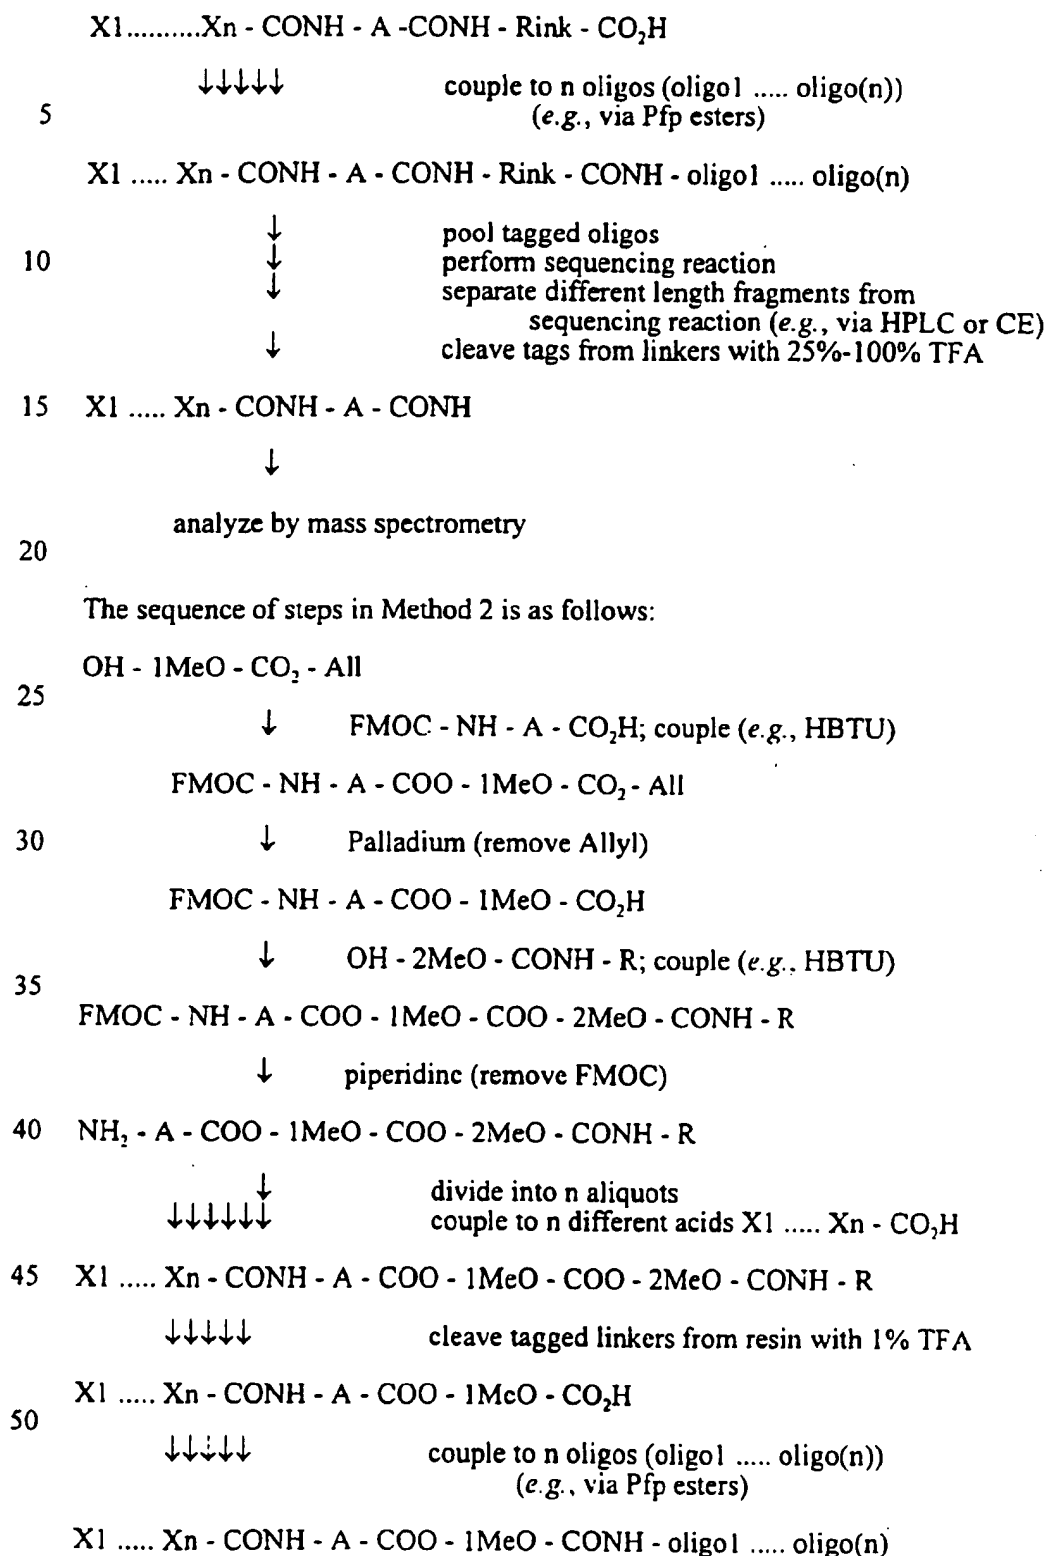 X1..........Xn - CONH - A -CONH - Rink - CO₂H
↓↓↓↓↓ couple to n oligos (oligo1 ..... oligo(n))
5 (e.g., via Pfp esters)
X1 ..... Xn - CONH - A - CONH - Rink - CONH - oligo1 ..... oligo(n)
↓ pool tagged oligos
10 ↓ perform sequencing reaction
↓ separate different length fragments from
sequencing reaction (e.g., via HPLC or CE)
↓ cleave tags from linkers with 25%-100% TFA
15 X1 ..... Xn - CONH - A - CONH
↓
analyze by mass spectrometry
20
The sequence of steps in Method 2 is as follows:
OH - 1MeO - CO₂ - All
25
↓ FMOC - NH - A - CO₂H; couple (e.g., HBTU)
FMOC - NH - A - COO - 1MeO - CO₂ - All
30 ↓ Palladium (remove Allyl)
FMOC - NH - A - COO - 1MeO - CO₂H
↓ OH - 2MeO - CONH - R; couple (e.g., HBTU)
35
FMOC - NH - A - COO - 1MeO - COO - 2MeO - CONH - R
↓ piperidine (remove FMOC)
40 NH₂ - A - COO - 1MeO - COO - 2MeO - CONH - R
↓ divide into n aliquots
↓↓↓↓↓↓ couple to n different acids X1 ..... Xn - CO₂H
45 X1 ..... Xn - CONH - A - COO - 1MeO - COO - 2MeO - CONH - R
↓↓↓↓↓ cleave tagged linkers from resin with 1% TFA
X1 ..... Xn - CONH - A - COO - 1MeO - CO₂H
50
↓↓↓↓↓ couple to n oligos (oligo1 ..... oligo(n))
(e.g., via Pfp esters)
X1 ..... Xn - CONH - A - COO - 1MeO - CONH - oligo1 ..... oligo(n)